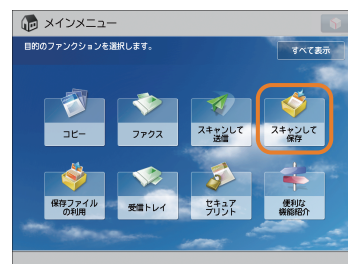 メインメニュー
目的のファンクションを選択します。
すべて表示
コピー
ファクス
スキャンして
送信
スキャンして
保存
保存ファイル
の利用
受信トレイ
セキュア
プリント
便利な
機能紹介